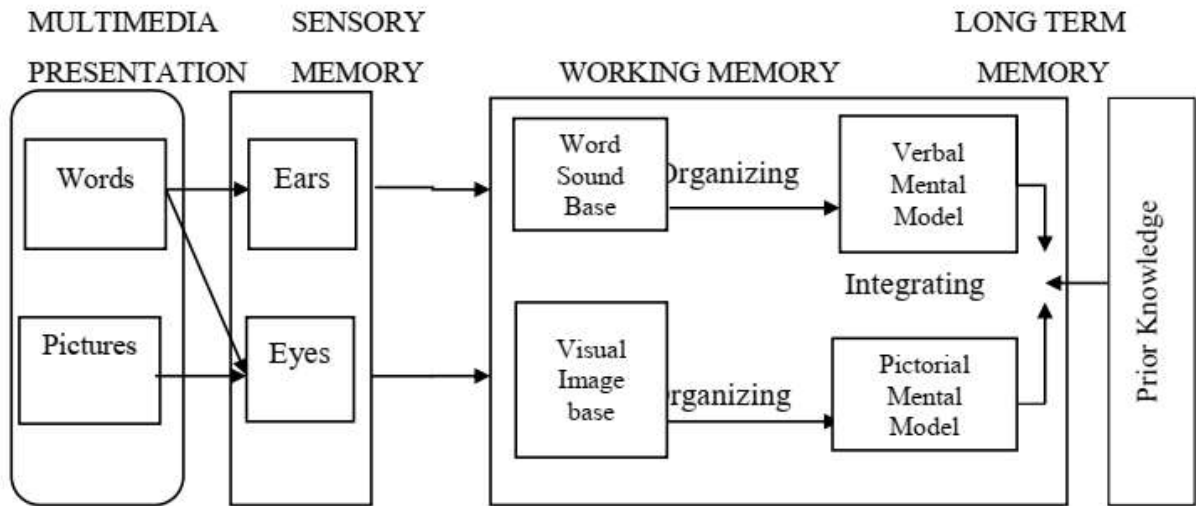 MULTIMEDIA
PRESENTATION
SENSORY
MEMORY
WORKING MEMORY
LONG TERM
MEMORY
Words
Pictures
Ears
Eyes
Word
Sound
Base
Organizing
Verbal
Mental
Model
Integrating
Visual
Image
base
Organizing
Pictorial
Mental
Model
Prior Knowledge